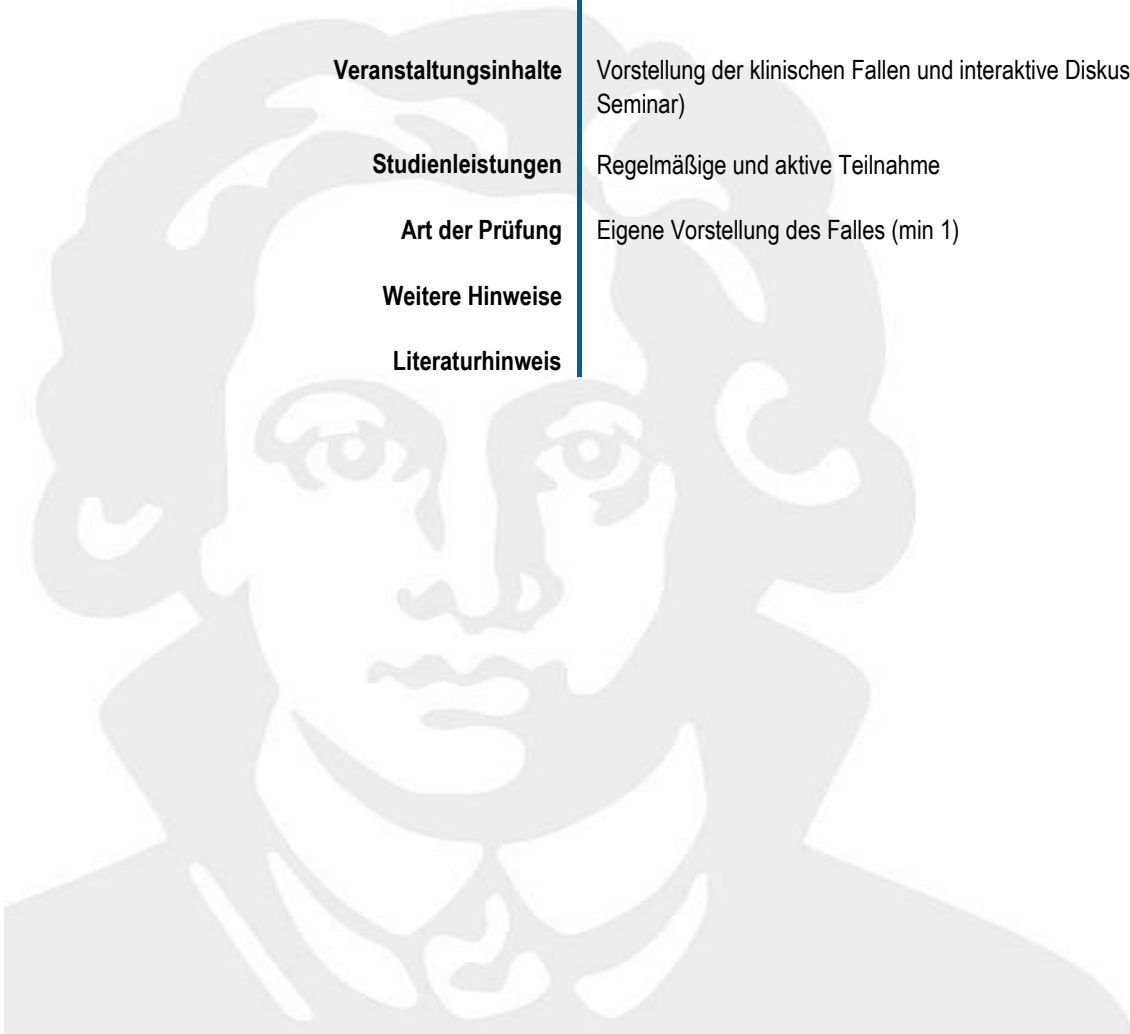 Veranstaltungsinhalte Vorstellung der klinischen Fallen und interaktive Diskus
Seminar)
Studienleistungen Regelmäßige und aktive Teilnahme
Art der Prüfung Eigene Vorstellung des Falles (min 1)
Weitere Hinweise
Literaturhinweis